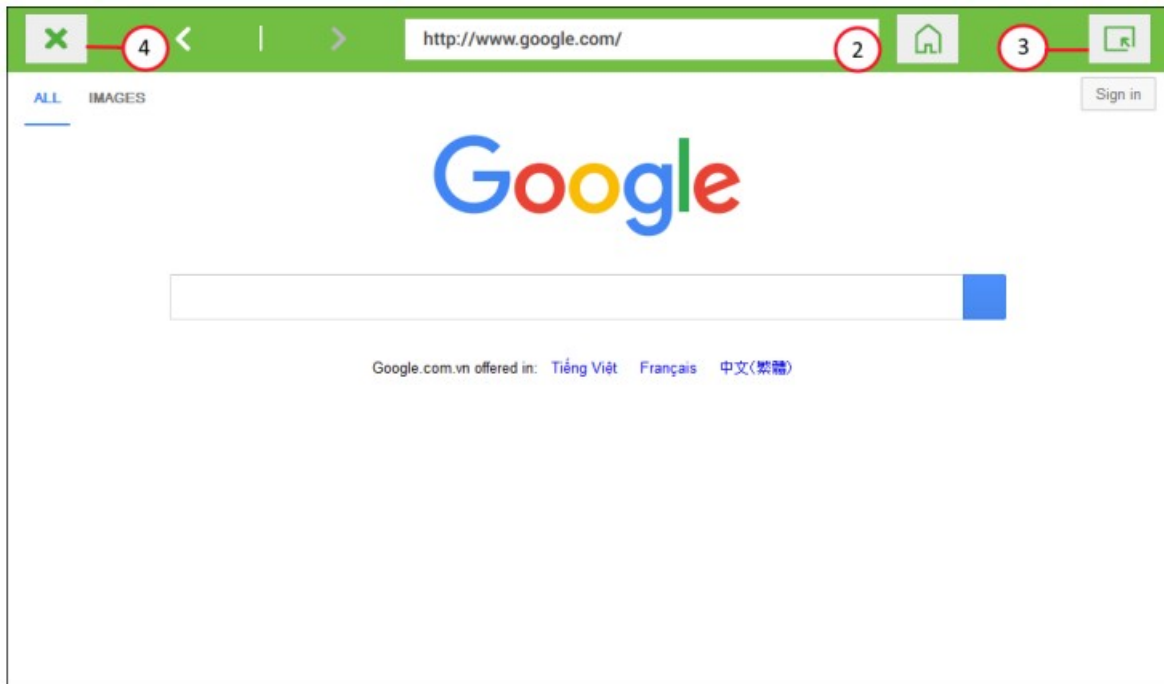 4
http://www.google.com/
2
3
ALL IMAGES
Sign in
Google
Google.com.vn offered in: Tiếng Việt Français 中文(繁體)